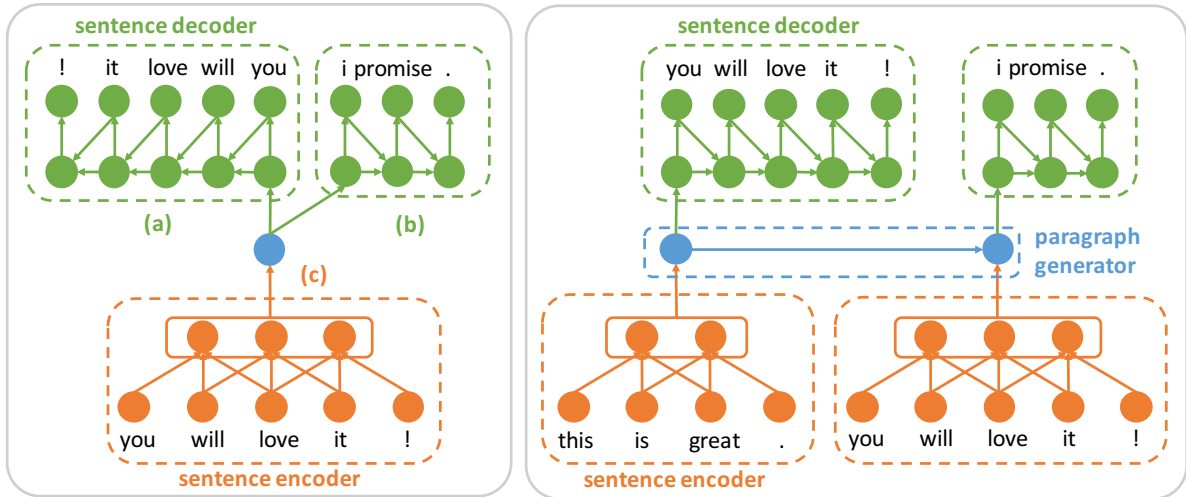 sentence decoder
! it love will you
i promise .
(a)
(b)
(c)
you will love it !
sentence encoder
sentence decoder
you will love it !
i promise .
paragraph
generator
this is great .
you will love it !
sentence encoder